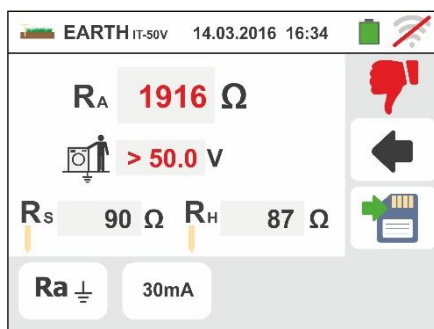 EARTH IT-50V 14.03.2016 16:34
RA 1916 Ω
> 50.0 V
RS 90 Ω RH 87 Ω
Ra 30mA